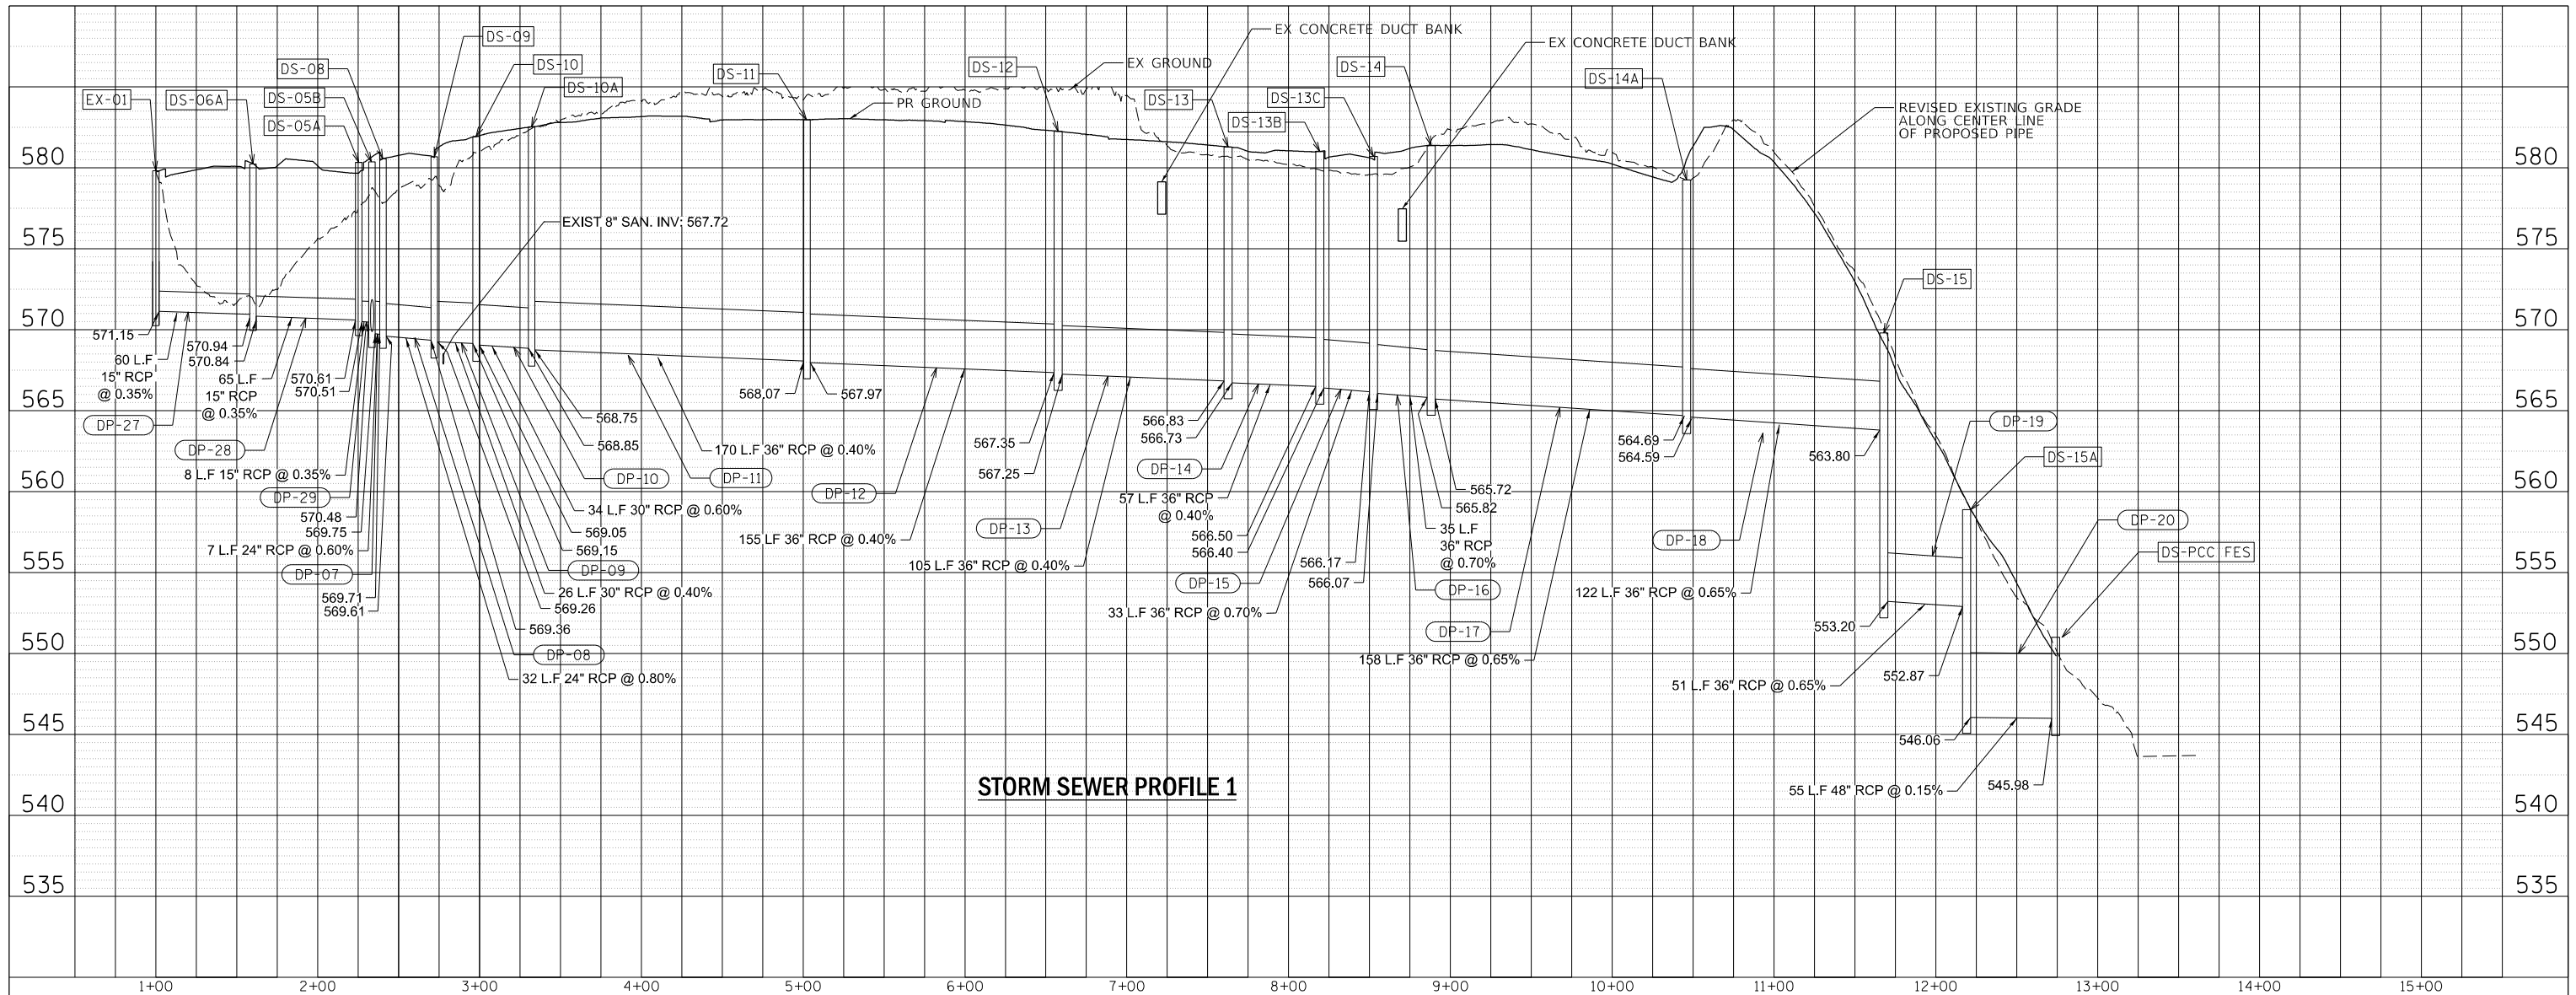 EX-01
DS-06A
DS-05A
DS-05B
DS-08
DS-09
DS-10
DS-10A
DS-11
DS-12
EX GROUND
PR GROUND
EX CONCRETE DUCT BANK
DS-13
DS-13B
DS-13C
DS-14
EX CONCRETE DUCT BANK
DS-14A
REVISED EXISTING GRADE
ALONG CENTER LINE
OF PROPOSED PIPE
DS-15
580
580
575
575
570
570
565
565
560
560
555
555
550
550
545
545
540
540
535
535
EXIST 8" SAN. INV: 567.72
571.15
60 L.F
15" RCP
@ 0.35%
DP-27
570.94
570.84
65 L.F
15" RCP
@ 0.35%
DP-28
570.61
570.51
8 L.F 15" RCP @ 0.35%
DP-29
570.48
569.75
7 L.F 24" RCP @ 0.60%
DP-07
569.71
569.61
568.75
568.85
DP-10
34 L.F 30" RCP @ 0.60%
569.05
569.15
DP-09
26 L.F 30" RCP @ 0.40%
569.26
569.36
DP-08
32 L.F 24" RCP @ 0.80%
170 L.F 36" RCP @ 0.40%
DP-11
568.07
567.97
DP-12
155 LF 36" RCP @ 0.40%
567.35
567.25
DP-13
105 L.F 36" RCP @ 0.40%
566.83
566.73
DP-14
57 L.F 36" RCP
@ 0.40%
566.50
566.40
DP-15
33 L.F 36" RCP @ 0.70%
566.17
566.07
565.72
565.82
35 L.F
36" RCP
@ 0.70%
DP-16
DP-17
158 L.F 36" RCP @ 0.65%
564.69
564.59
DP-18
122 L.F 36" RCP @ 0.65%
563.80
DP-19
DS-15A
DP-20
DS-PCC FES
553.20
552.87
51 L.F 36" RCP @ 0.65%
546.06
55 L.F 48" RCP @ 0.15%
545.98
STORM SEWER PROFILE 1
1+00
2+00
3+00
4+00
5+00
6+00
7+00
8+00
9+00
10+00
11+00
12+00
13+00
14+00
15+00